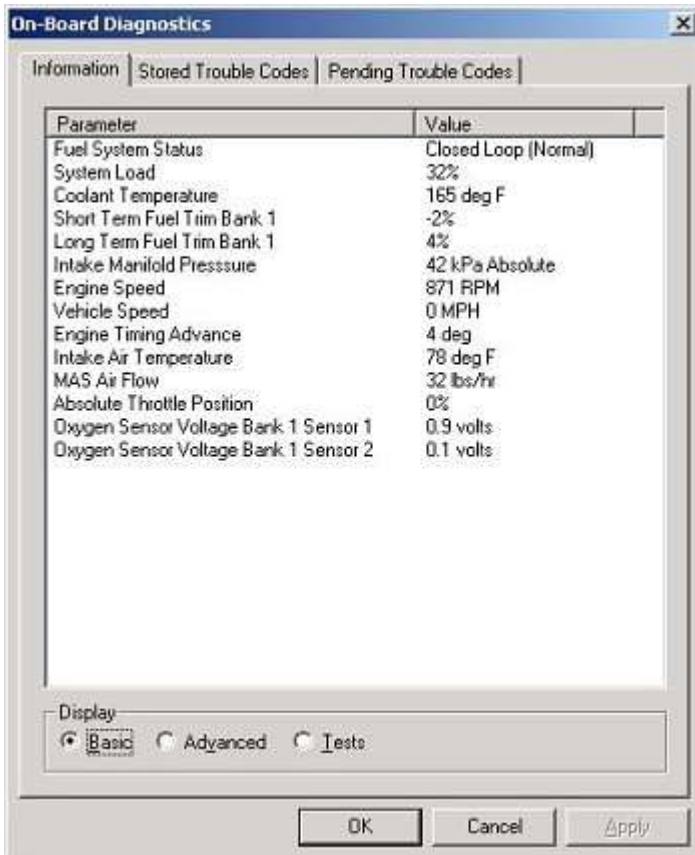 On-Board Diagnostics
Information Stored Trouble Codes Pending Trouble Codes
Parameter Value
Fuel System Status Closed Loop (Normal)
System Load 32%
Coolant Temperature 165 deg F
Short Term Fuel Trim Bank 1 -2%
Long Term Fuel Trim Bank 1 4%
Intake Manifold Presssure 42 kPa Absolute
Engine Speed 871 RPM
Vehicle Speed 0 MPH
Engine Timing Advance 4 deg
Intake Air Temperature 78 deg F
MAS Air Flow 32 lbs/hr
Absolute Throttle Position 0%
Oxygen Sensor Voltage Bank 1 Sensor 1 0.9 volts
Oxygen Sensor Voltage Bank 1 Sensor 2 0.1 volts
Display
Basic Advanced Tests
OK Cancel Apply